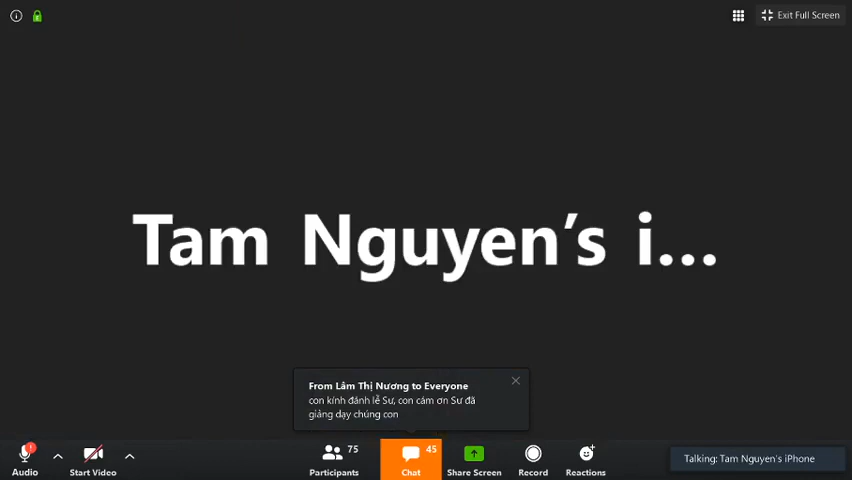 Exit Full Screen
Tam Nguyen's i...
From Lâm Thị Nương to Everyone
con kính đảnh lễ Sư, con cám ơn Sư đã
giảng dạy chúng con
Audio
Start Video
75
Participants
45
Chat
Share Screen
Record
Reactions
Talking: Tam Nguyen's iPhone